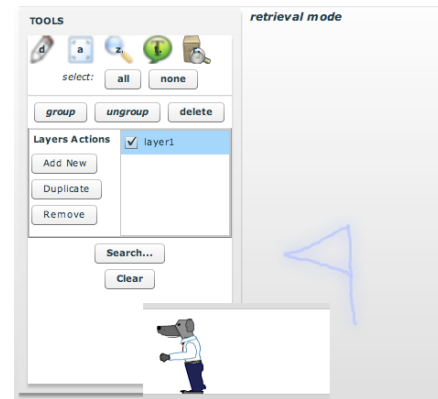 TOOLS
retrieval mode
d a z. T
select: all none
group ungroup delete
Layers Actions
layer1
Add New
Duplicate
Remove
Search...
Clear